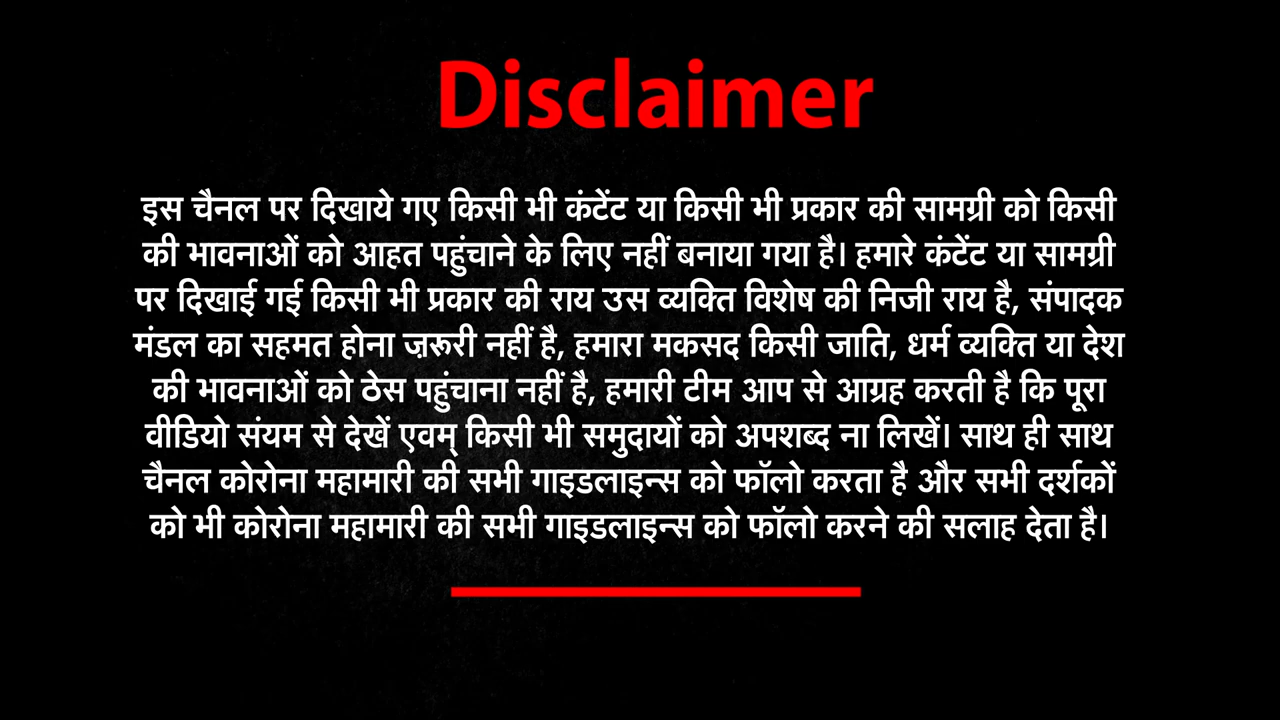 Disclaimer
इस चैनल पर दिखाये गए किसी भी कंटेंट या किसी भी प्रकार की सामग्री को किसी
की भावनाओं को आहत पहुंचाने के लिए नहीं बनाया गया है। हमारे कंटेंट या सामग्री
पर दिखाई गई किसी भी प्रकार की राय उस व्यक्ति विशेष की निजी राय है, संपादक
मंडल का सहमत होना ज़रूरी नहीं है, हमारा मकसद किसी जाति, धर्म व्यक्ति या देश
की भावनाओं को ठेस पहुंचाना नहीं है, हमारी टीम आप से आग्रह करती है कि पूरा
वीडियो संयम से देखें एवम् किसी भी समुदायों को अपशब्द ना लिखें। साथ ही साथ
चैनल कोरोना महामारी की सभी गाइडलाइन्स को फॉलो करता है और सभी दर्शकों
को भी कोरोना महामारी की सभी गाइडलाइन्स को फॉलो करने की सलाह देता है।